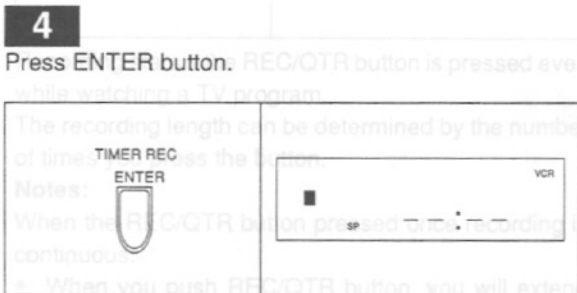 4
Press ENTER button.
the REC/OTR button is pressed eve
while watching a TV program.
The recording length can be determined by the numbe
of times you press the button.
TIMER REC
ENTER
VCR
SP --:--
Notes:
When the REC/OTR button pressed once recording i
continuous.
* When you push REC/OTR button, you will exten